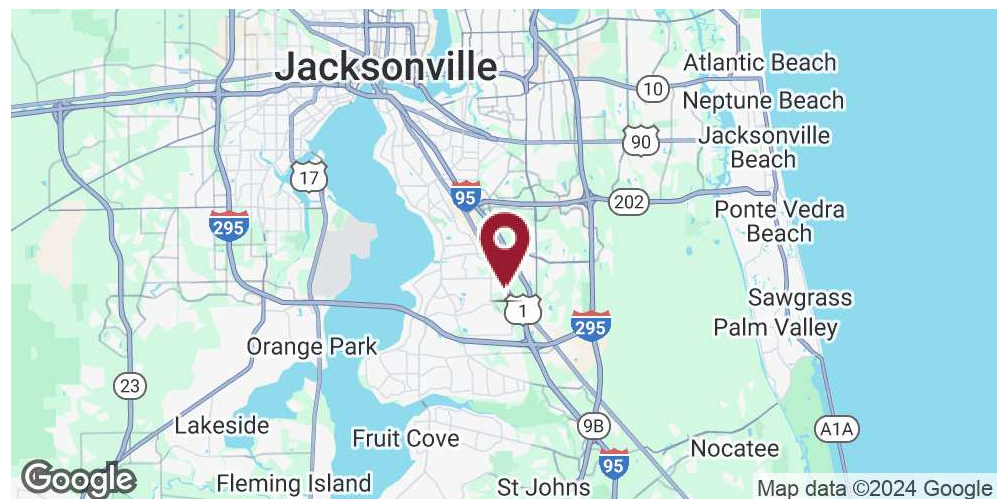 Jacksonville
Atlantic Beach
10
Neptune Beach
90
Jacksonville
Beach
17
95
202
295
Ponte Vedra
Beach
1
Sawgrass
295
Palm Valley
Orange Park
23
Lakeside
9B
A1A
Fruit Cove
Nocatee
95
Google
Fleming Island
St Johns
Map data ©2024 Google